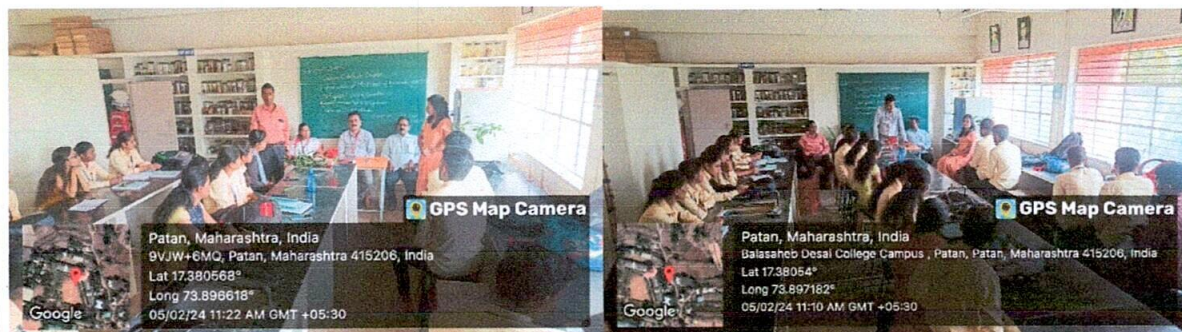 GPS Map Camera
Patan, Maharashtra, India
9VJW+6MQ, Patan, Maharashtra 415206, India
Lat 17.380568°
Long 73.896618°
05/02/24 11:22 AM GMT +05:30
Google
GPS Map Camera
Patan, Maharashtra, India
Balasaheb Desai College Campus , Patan, Patan, Maharashtra 415206, India
Lat 17.38054°
Long 73.897182°
05/02/24 11:10 AM GMT +05:30
Google